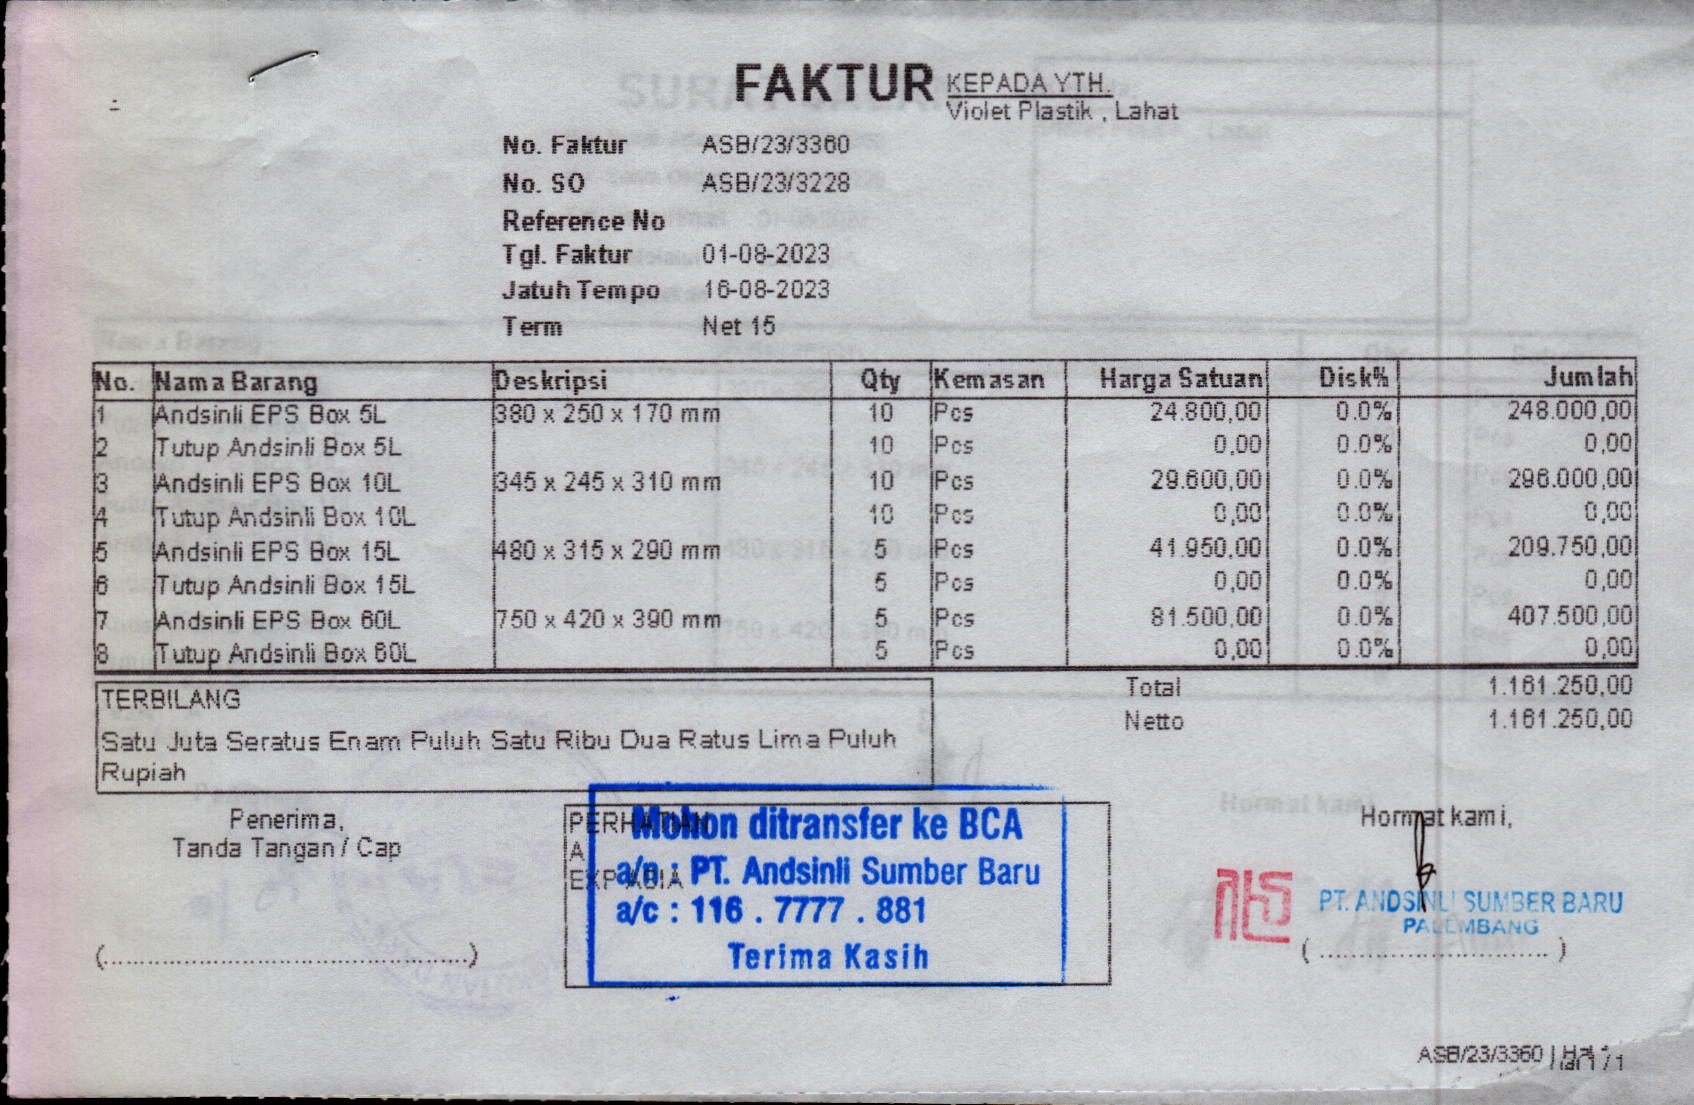 FAKTUR
KEPADA YTH.
Violet Plastik , Lahat
No. Faktur ASB/23/3360
No. SO ASB/23/3228
Reference No
Tgl. Faktur 01-08-2023
Jatuh Tempo 16-08-2023
Term Net 15
No. Nama Barang Deskripsi Qty Kemasan Harga Satuan Disk% Jumlah
1 Andsinli EPS Box 5L 380 x 250 x 170 mm 10 Pcs 24.800,00 0.0% 248.000,00
2 Tutup Andsinli Box 5L 10 Pcs 0,00 0.0% 0,00
3 Andsinli EPS Box 10L 345 x 245 x 310 mm 10 Pcs 29.600,00 0.0% 296.000,00
4 Tutup Andsinli Box 10L 10 Pcs 0,00 0.0% 0,00
5 Andsinli EPS Box 15L 480 x 315 x 290 mm 5 Pcs 41.950,00 0.0% 209.750,00
6 Tutup Andsinli Box 15L 5 Pcs 0,00 0.0% 0,00
7 Andsinli EPS Box 60L 750 x 420 x 390 mm 5 Pcs 81.500,00 0.0% 407.500,00
8 Tutup Andsinli Box 60L 5 Pcs 0,00 0.0% 0,00
Total 1.161.250,00
Netto 1.161.250,00
TERBILANG
Satu Juta Seratus Enam Puluh Satu Ribu Dua Ratus Lima Puluh
Rupiah
Penerima,
Tanda Tangan / Cap
(.................................................)
PERHATIAN
A
EXP ABIA
Mohon ditransfer ke BCA
a/n : PT. Andsinli Sumber Baru
a/c : 116 . 7777 . 881
Terima Kasih
Hormat kami,
PT. ANDSINLI SUMBER BARU
PALEMBANG
( ............................... )
ASB/23/3360 | Hal 1 / 1